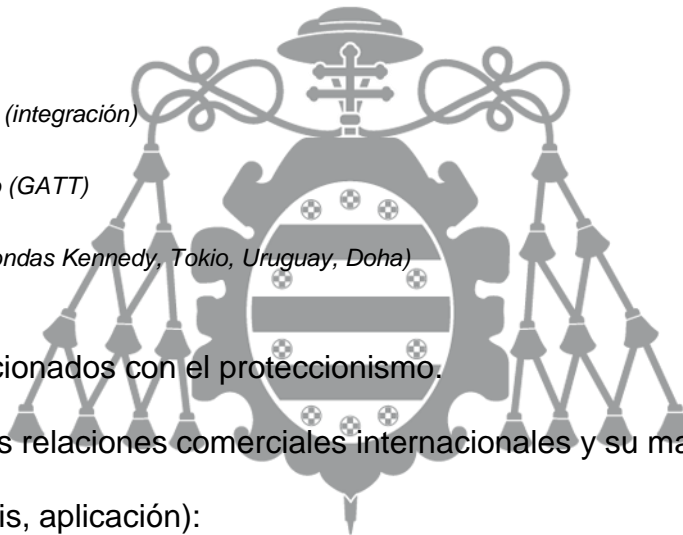 (integración)
o (GATT)
ondas Kennedy, Tokio, Uruguay, Doha)
cionados con el proteccionismo.
s relaciones comerciales internacionales y su ma
is, aplicación):